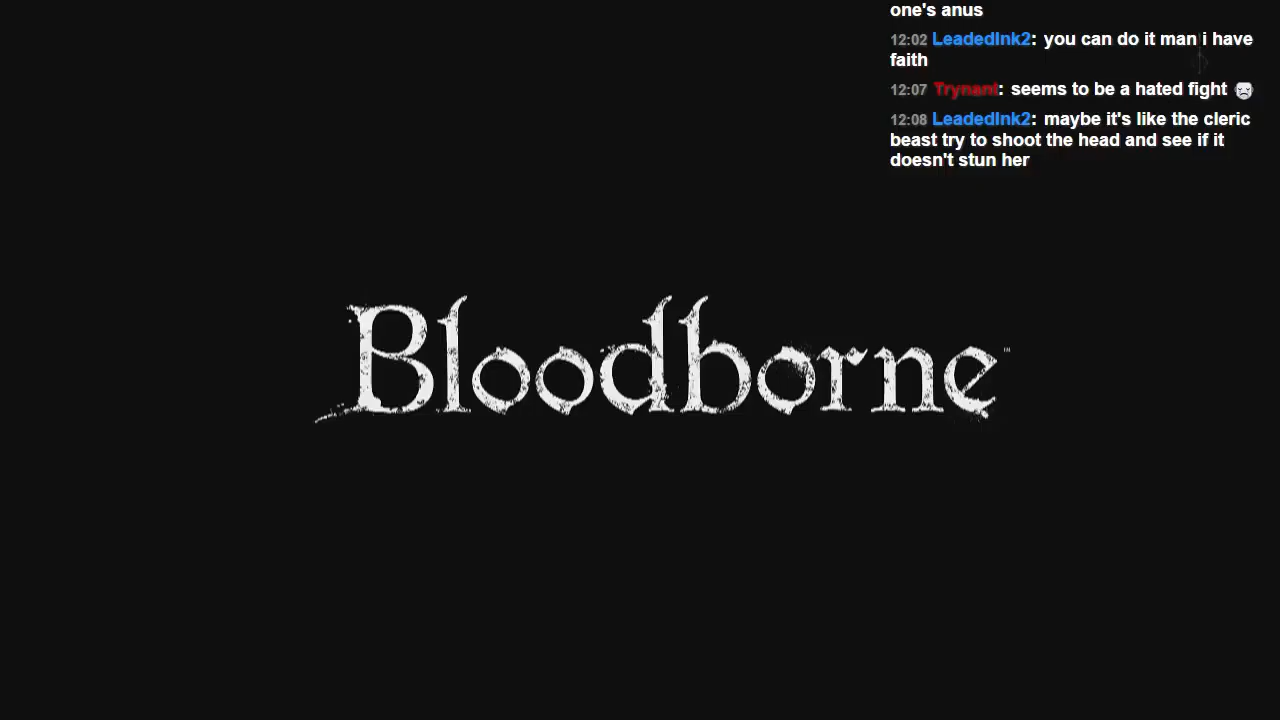 one's anus
12:02 LeadedInk2: you can do it man i have
faith
12:07 Trynant: seems to be a hated fight
12:08 LeadedInk2: maybe it's like the cleric
beast try to shoot the head and see if it
doesn't stun her
Bloodborne™